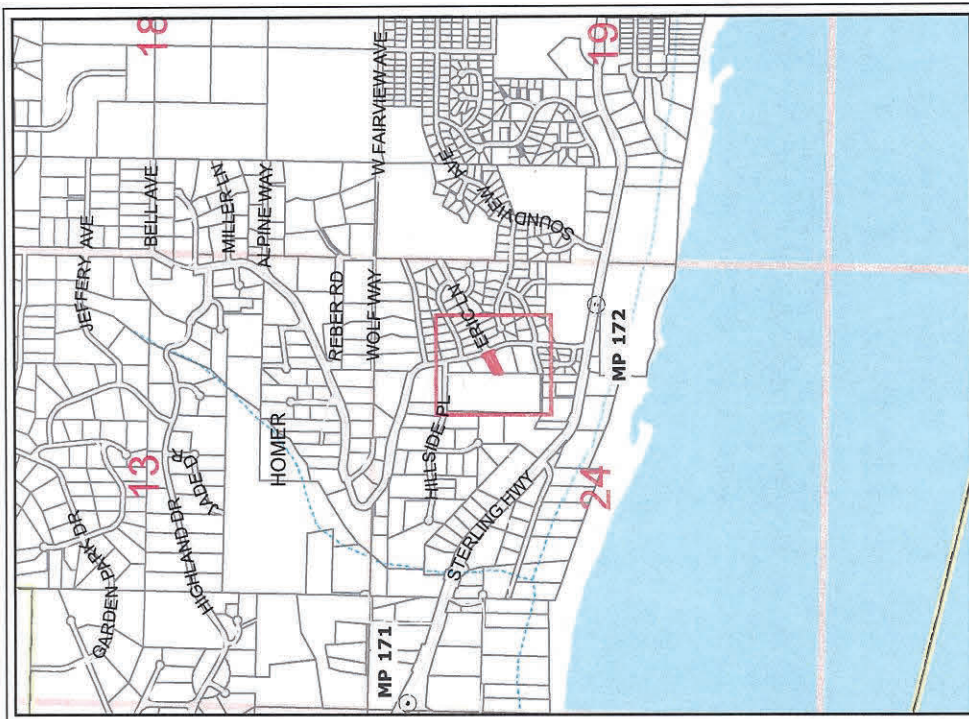 18
JEFFERY AVE
BELL AVE
MILLER LN
ALPINE WAY
W FAIRVIEW AVE
19
SOUNDVIEW AVE
REBER RD
WOLF WAY
ERIC LN
MP 172
13
GARDEN PARK DR
HIGHLAND DR
JADE DR
HOMER
HILLSIDE PL
STERLING HWY
24
MP 171